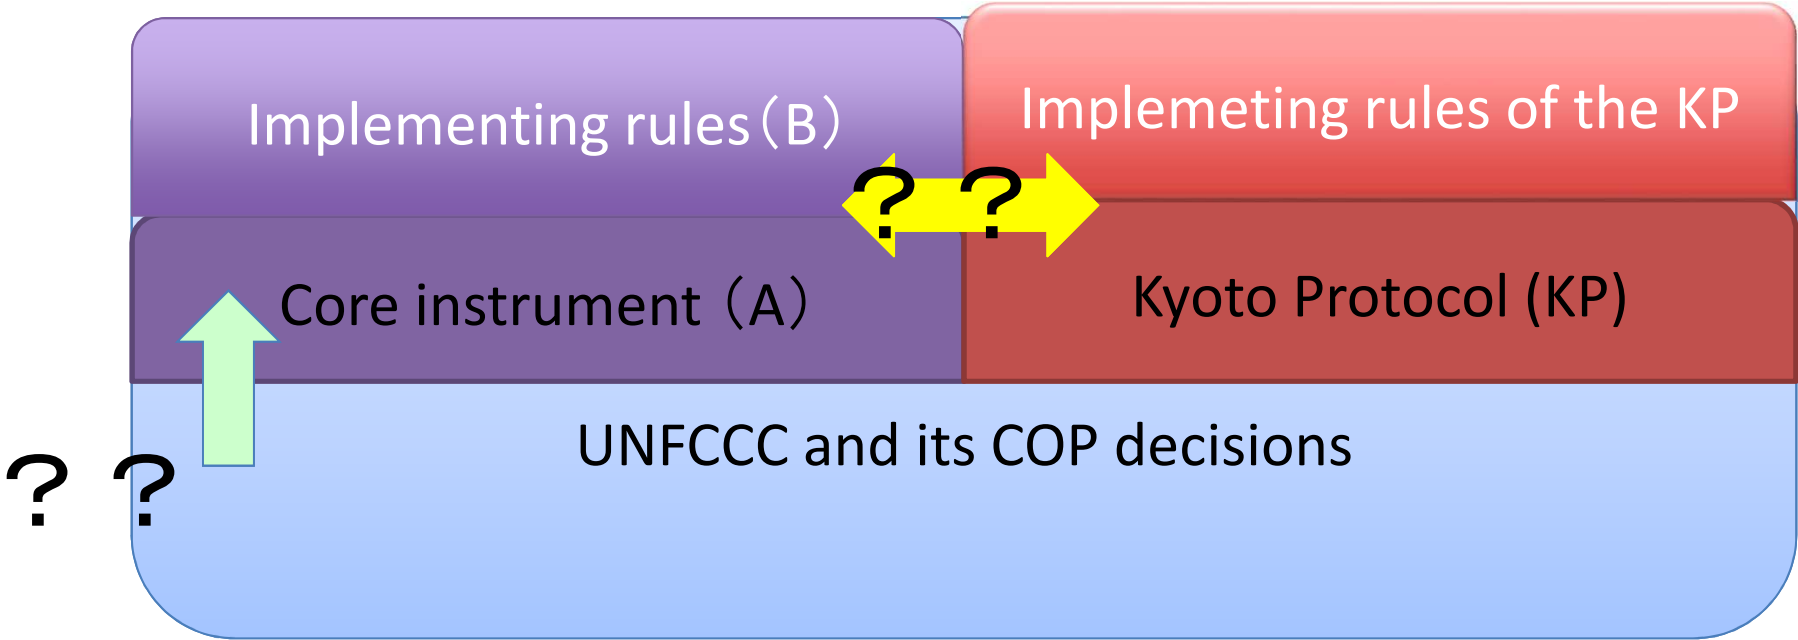 Implementing rules（B）
Implemeting rules of the KP
？？
Core instrument（A）
Kyoto Protocol (KP)
UNFCCC and its COP decisions
？？